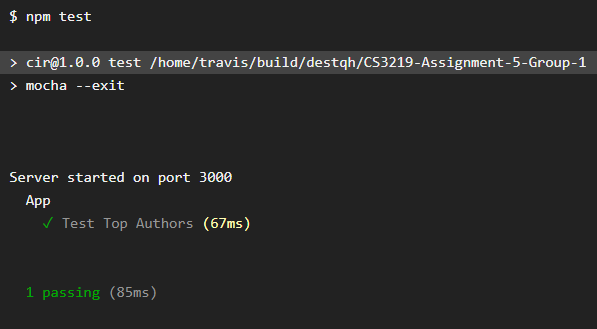 $ npm test
> cir@1.0.0 test /home/travis/build/destqh/CS3219-Assignment-5-Group-1
> mocha --exit
Server started on port 3000
App
✓ Test Top Authors (67ms)
1 passing (85ms)